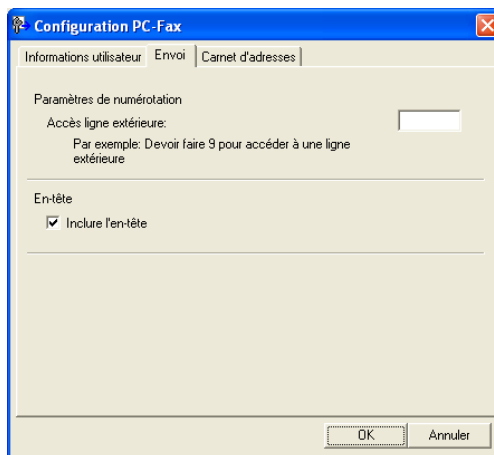 Configuration PC-Fax
Informations utilisateur Envoi Carnet d'adresses
Paramètres de numérotation
Accès ligne extérieure:
Par exemple: Devoir faire 9 pour accéder à une ligne
extérieure
En-tête
Inclure l'en-tête
OK Annuler